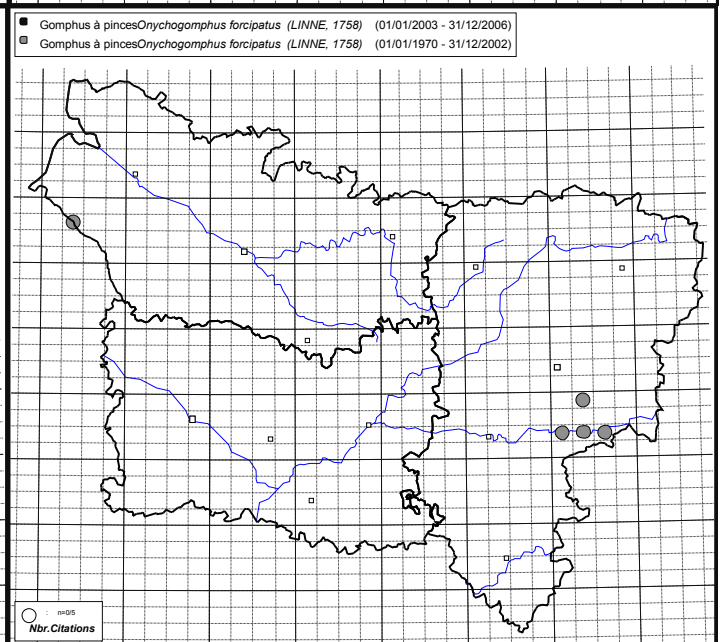 Gomphus à pincesOnychogomphus forcipatus (LINNE, 1758) (01/01/2003 - 31/12/2006)
Gomphus à pincesOnychogomphus forcipatus (LINNE, 1758) (01/01/1970 - 31/12/2002)
: n=0/5
Nbr.Citations